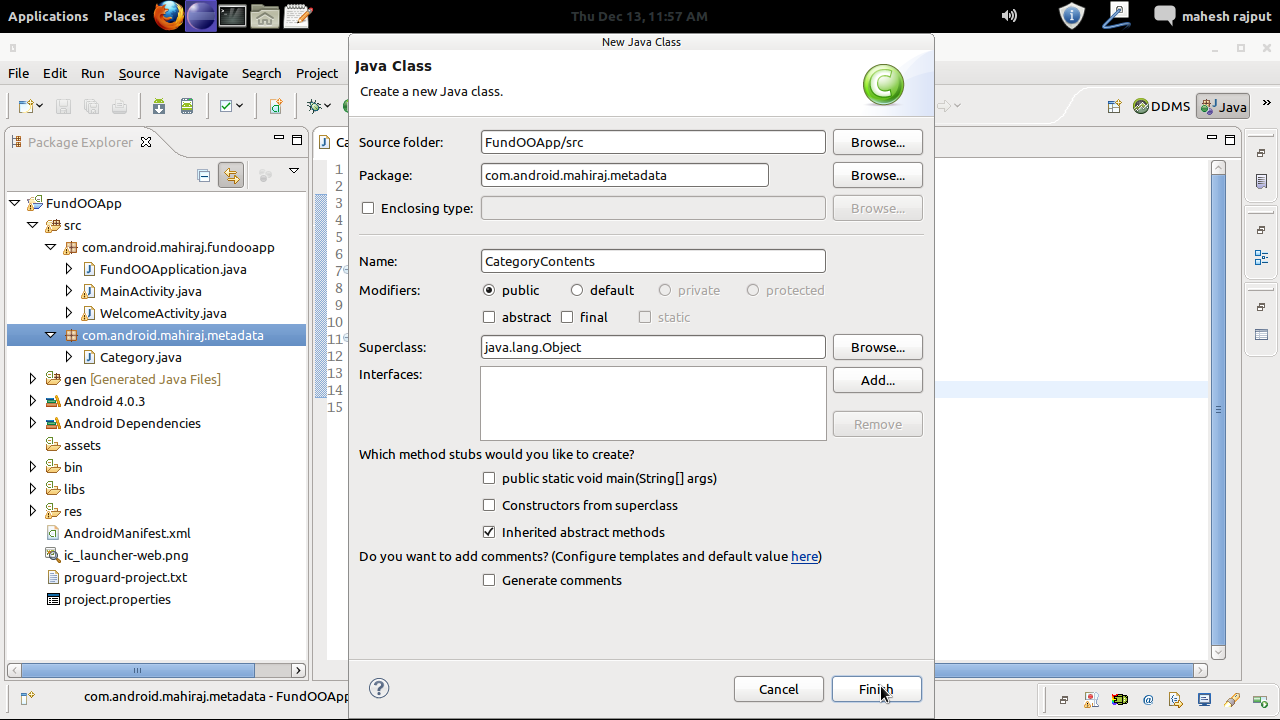 Applications Places Thu Dec 13, 11:57 AM mahesh rajput
New Java Class
File Edit Run Source Navigate Search Project
Java Class
Create a new Java class.
DDMS Java
Package Explorer
FundOOApp
src
com.android.mahiraj.fundooapp
FundOOApplication.java
MainActivity.java
WelcomeActivity.java
com.android.mahiraj.metadata
Category.java
gen [Generated Java Files]
Android 4.0.3
Android Dependencies
assets
bin
libs
res
AndroidManifest.xml
ic_launcher-web.png
proguard-project.txt
project.properties
com.android.mahiraj.metadata - FundOOApp
Ca
1
2
3
4
5
6
7
8
9
10
11
12
13
14
15
Source folder: FundOOApp/src Browse...
Package: com.android.mahiraj.metadata Browse...
Enclosing type: Browse...
Name: CategoryContents
Modifiers: public default private protected
abstract final static
Superclass: java.lang.Object Browse...
Interfaces: Add...
Remove
Which method stubs would you like to create?
public static void main(String[] args)
Constructors from superclass
Inherited abstract methods
Do you want to add comments? (Configure templates and default value here)
Generate comments
Cancel Finish